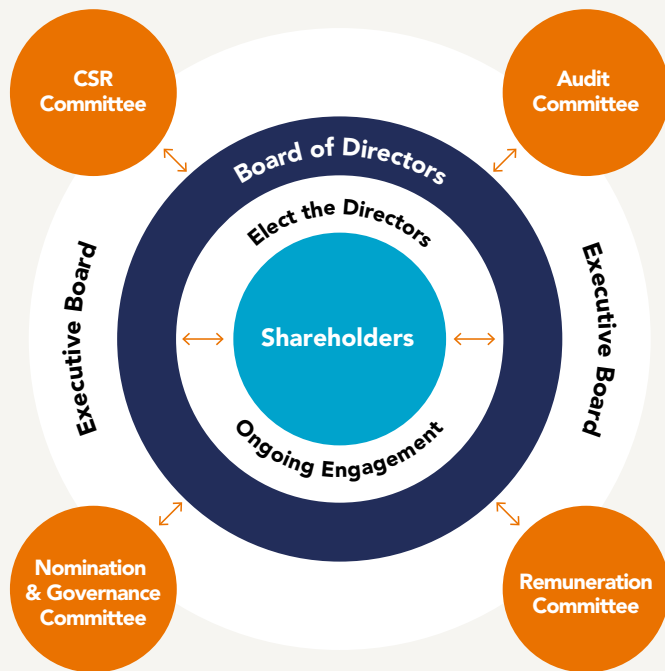 CSR
Committee
Audit
Committee
Board of Directors
Elect the Directors
Executive Board
Shareholders
Executive Board
Ongoing Engagement
Nomination
& Governance
Committee
Remuneration
Committee